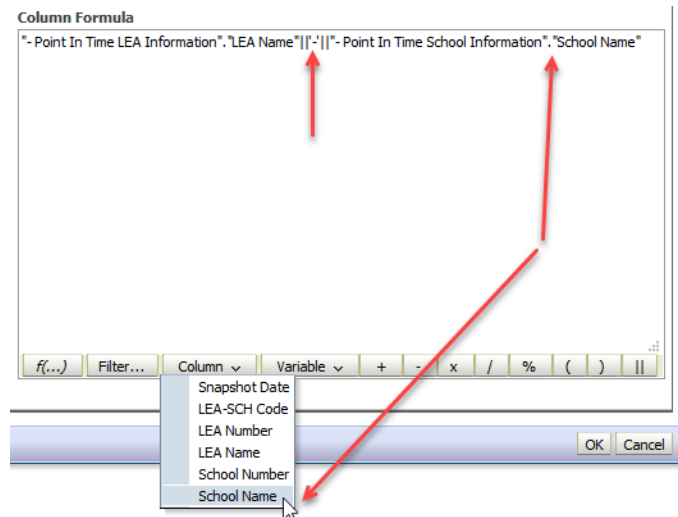 Column Formula
"- Point In Time LEA Information"."LEA Name"||'-'||"- Point In Time School Information"."School Name"
f(...) Filter... Column Variable + - x / % ( ) ||
Snapshot Date
LEA-SCH Code
LEA Number
LEA Name
School Number
School Name
OK Cancel